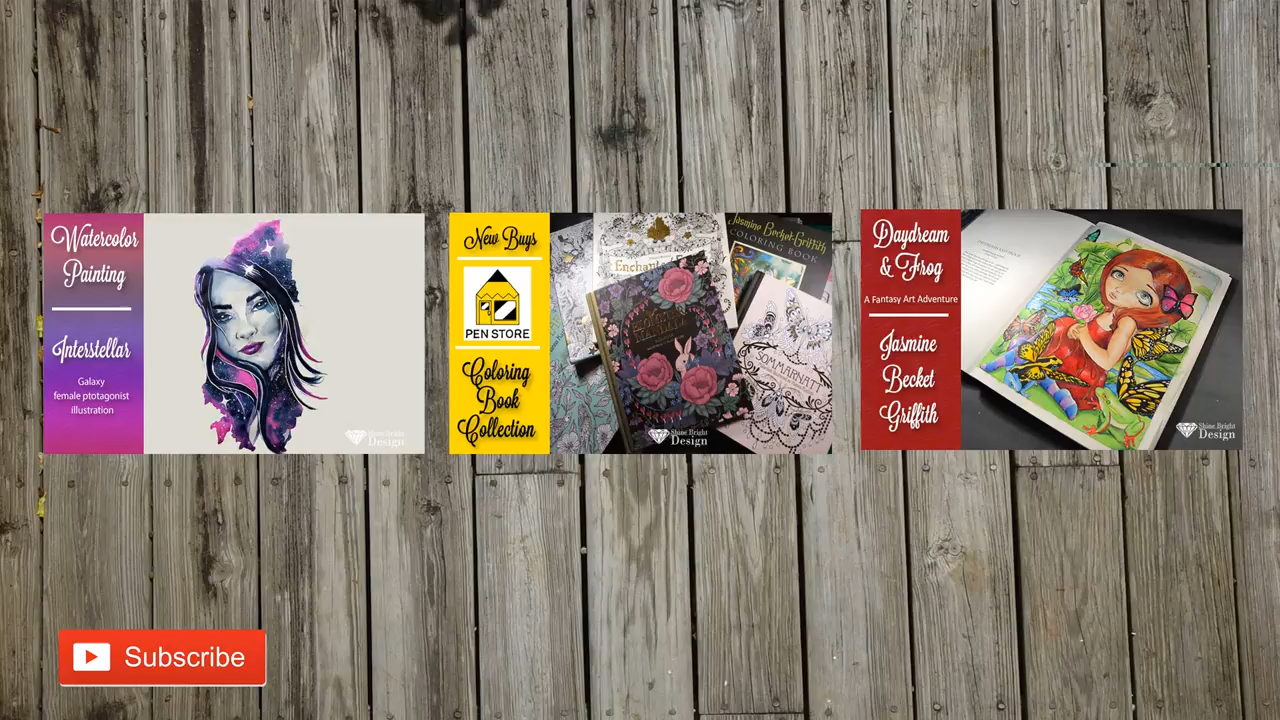 Watercolor
Painting
Interstellar
Galaxy
female ptotagonist
illustration
Shine Bright
Design
New Buys
PEN STORE
Coloring
Book
Collection
Jasmine Becket-Griffith
COLORING BOOK
SOMMARNATT
Shine Bright
Design
Daydream
& Frog
A Fantasy Art Adventure
Jasmine
Becket
Griffith
Shine Bright
Design
Subscribe